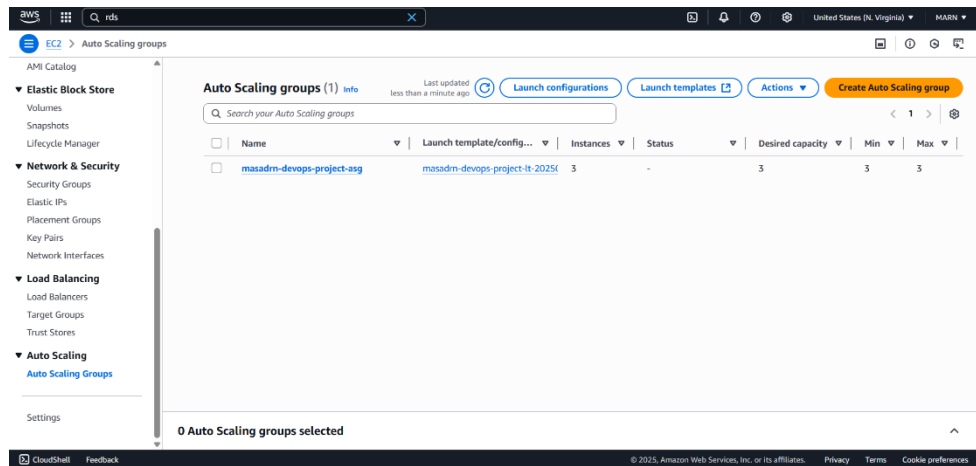 aws
rds
United States (N. Virginia)
MARN
EC2 > Auto Scaling groups
AMI Catalog
Elastic Block Store
Volumes
Snapshots
Lifecycle Manager
Network & Security
Security Groups
Elastic IPs
Placement Groups
Key Pairs
Network Interfaces
Load Balancing
Load Balancers
Target Groups
Trust Stores
Auto Scaling
Auto Scaling Groups
Settings
Auto Scaling groups (1) Info
Last updated
less than a minute ago
Launch configurations
Launch templates
Actions
Create Auto Scaling group
Search your Auto Scaling groups
1
Name Launch template/config... Instances Status Desired capacity Min Max
masadrn-devops-project-asg masadrn-devops-project-lt-2025( 3 - 3 3 3
0 Auto Scaling groups selected
CloudShell Feedback © 2025, Amazon Web Services, Inc. or its affiliates. Privacy Terms Cookie preferences